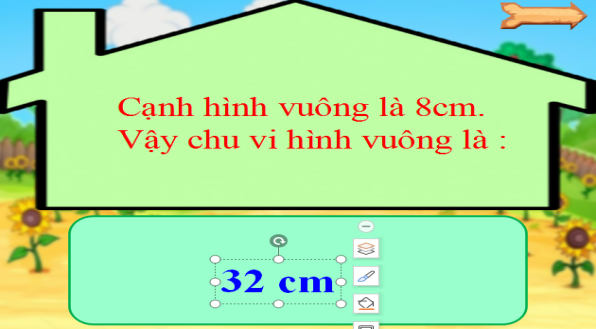 Cạnh hình vuông là 8cm.
Vậy chu vi hình vuông là :
32 cm